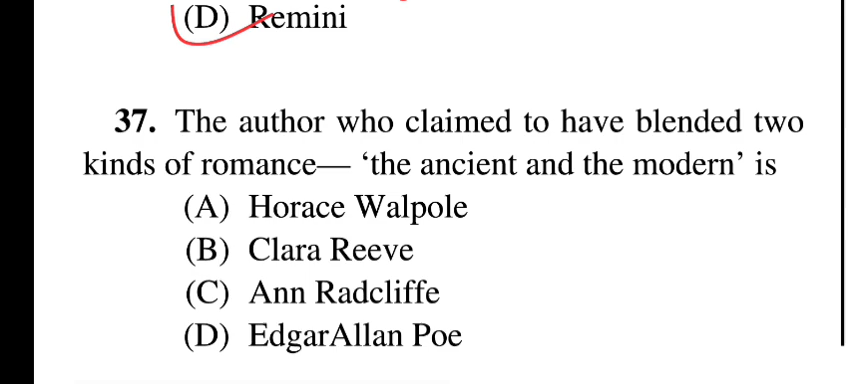 (D) Remini
37. The author who claimed to have blended two
kinds of romance— ‘the ancient and the modern’ is
(A) Horace Walpole
(B) Clara Reeve
(C) Ann Radcliffe
(D) EdgarAllan Poe